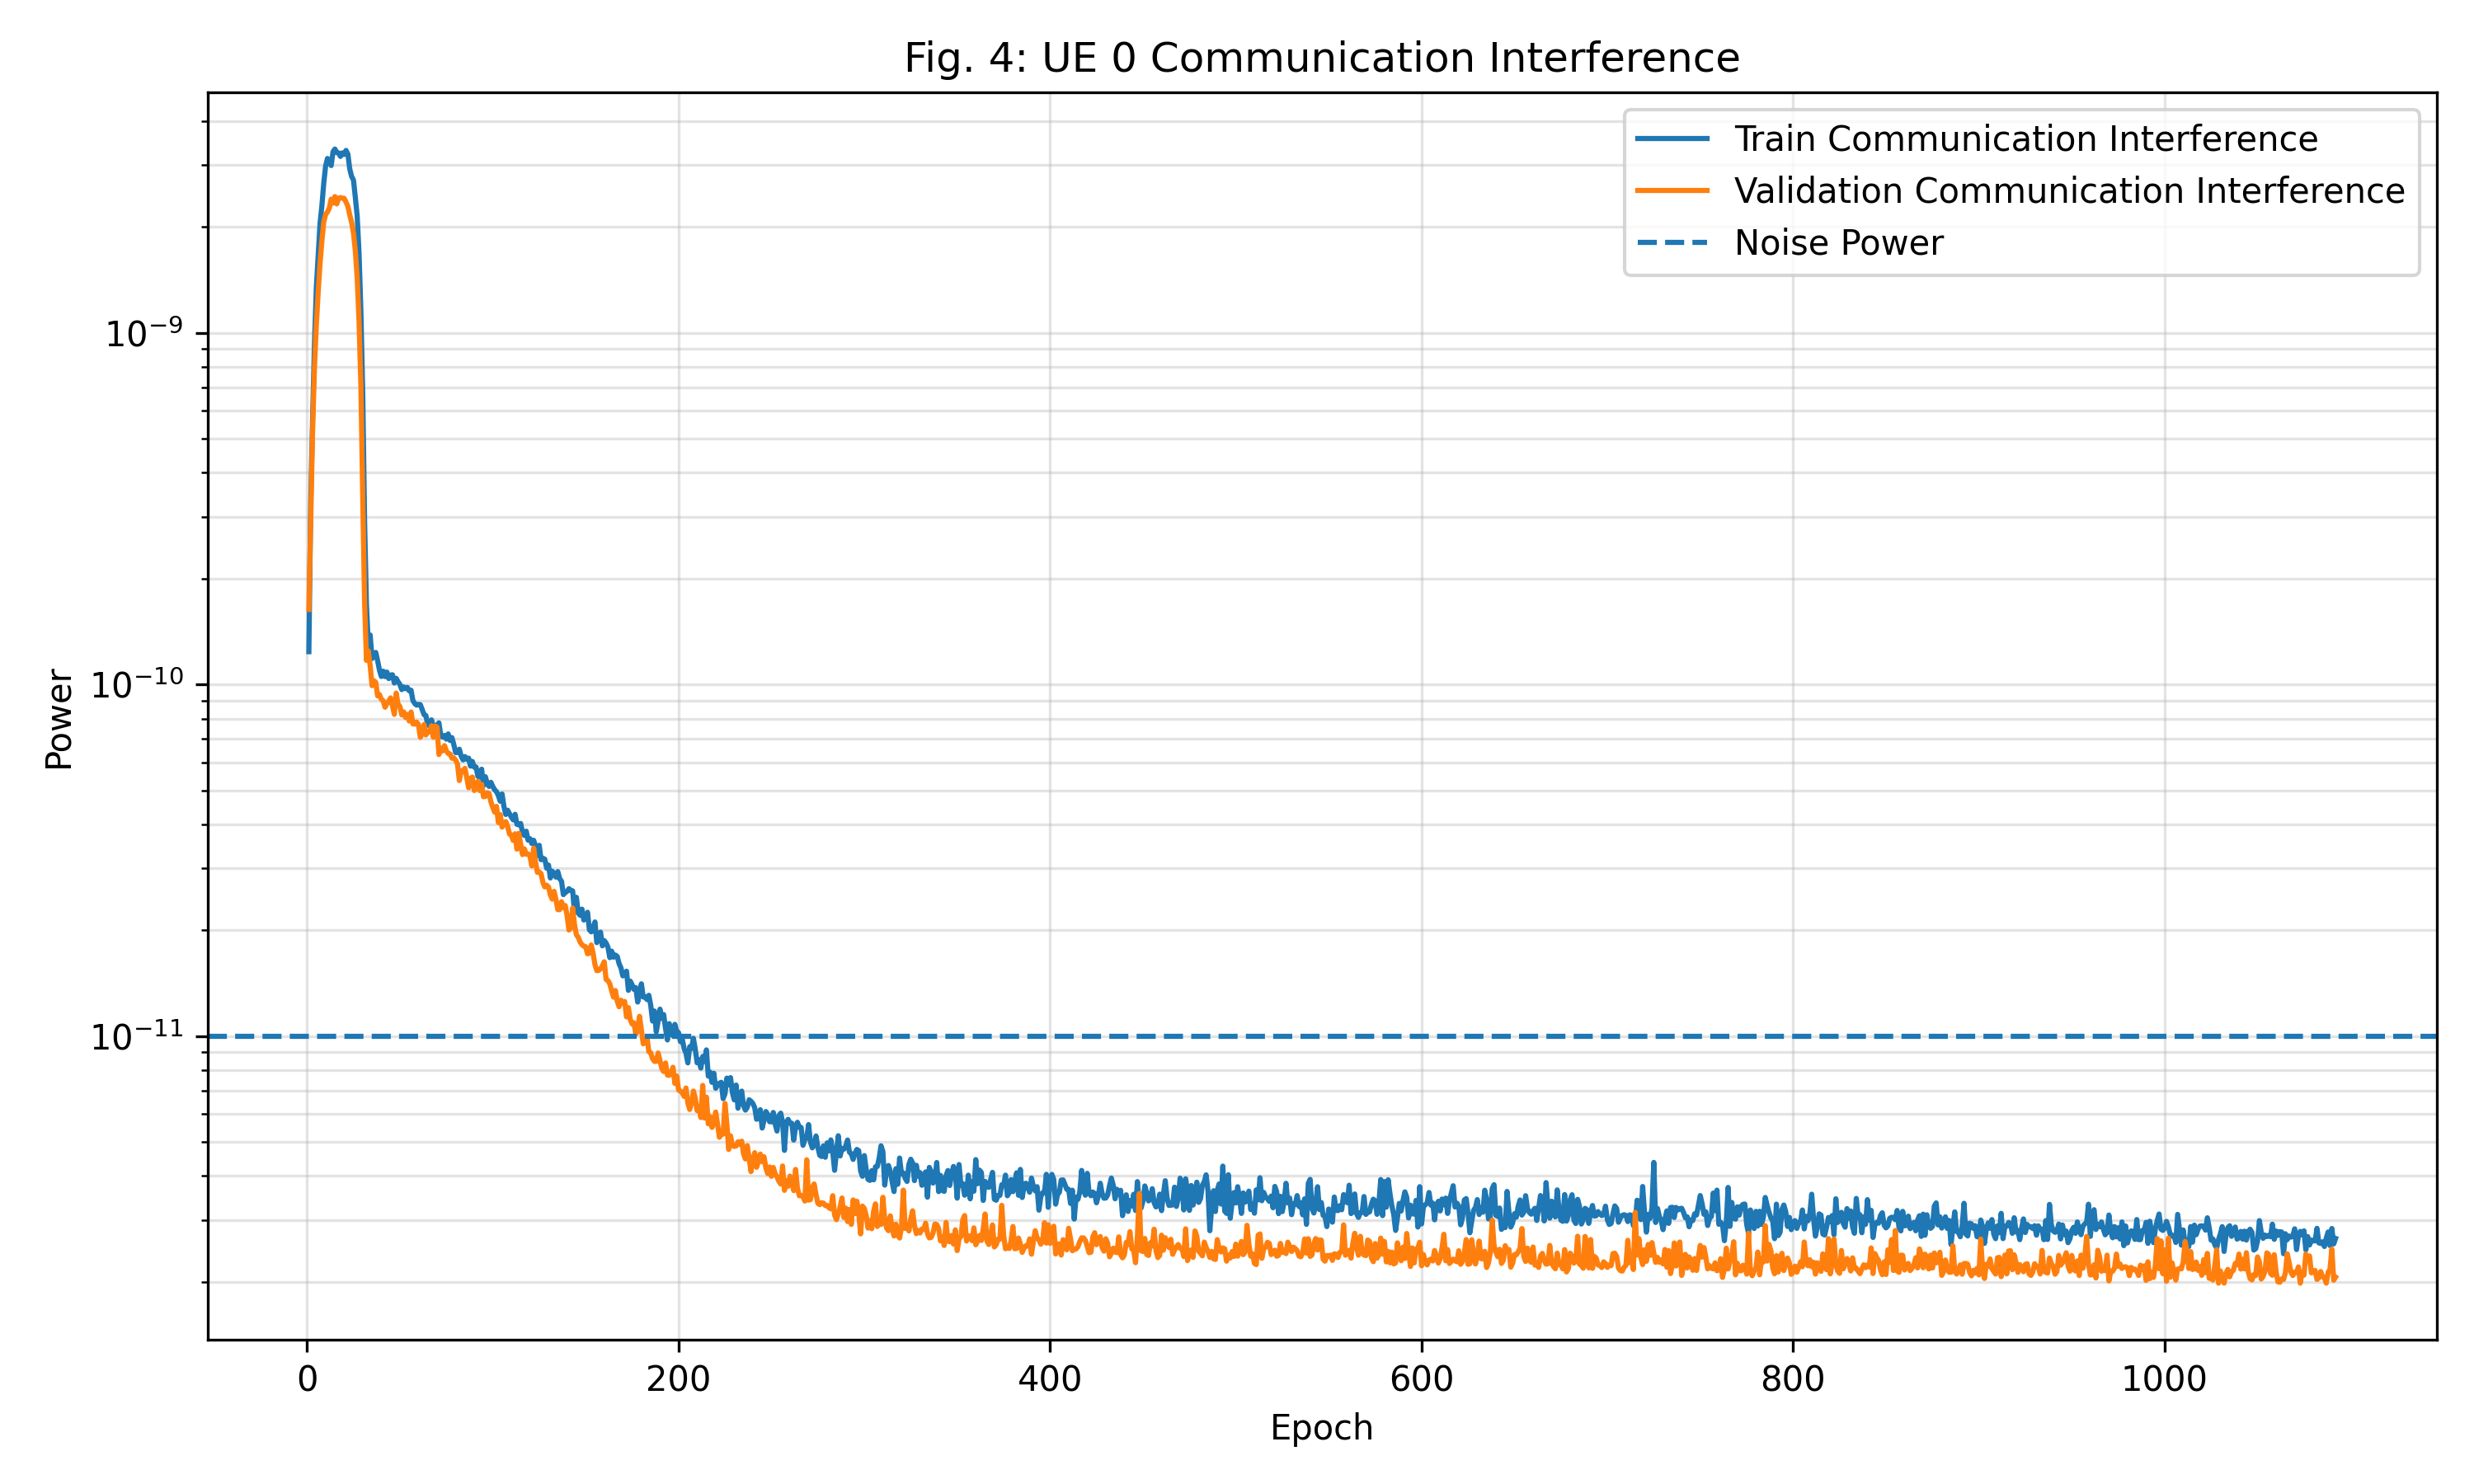 Fig. 4: UE 0 Communication Interference
Train Communication Interference
Validation Communication Interference
Noise Power
Power
10⁻⁹
10⁻¹⁰
10⁻¹¹
0 200 400 600 800 1000
Epoch